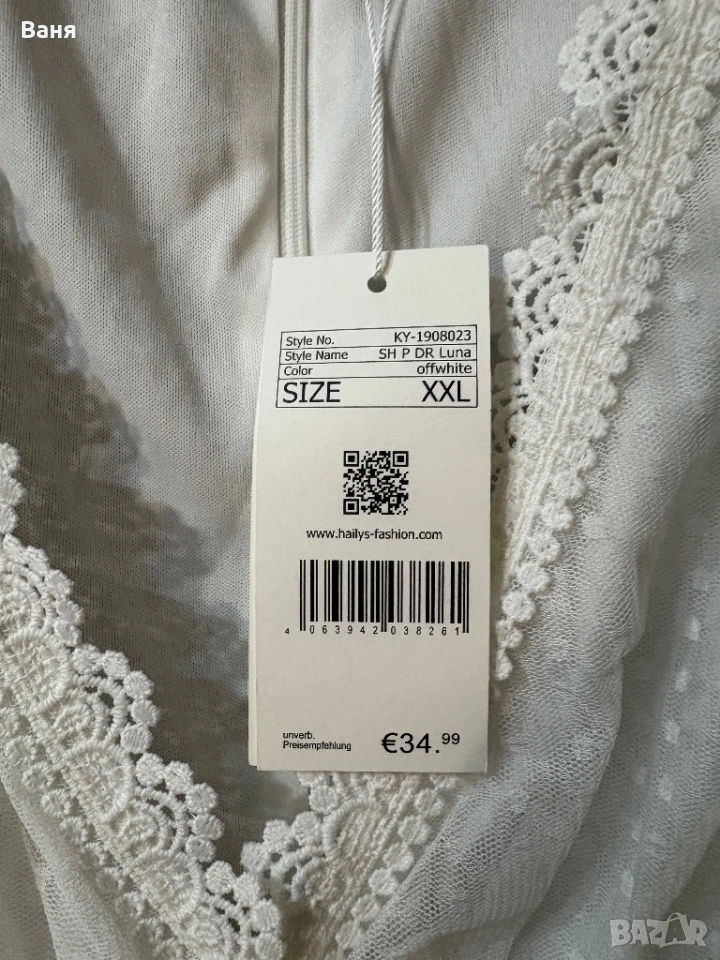 Ваня
Style No. KY-1908023
Style Name SH P DR Luna
Color offwhite
SIZE XXL
www.hailys-fashion.com
4 063942 038261
unverb.
Preisempfehlung €34.99
BAZAR